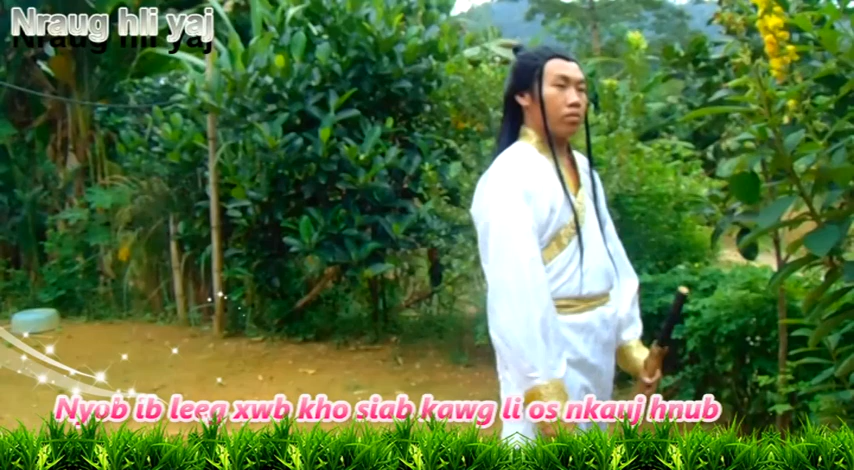 Nraug hli yaj
Nyob ib leeg xwb kho siab kawg li os nkauj hnub